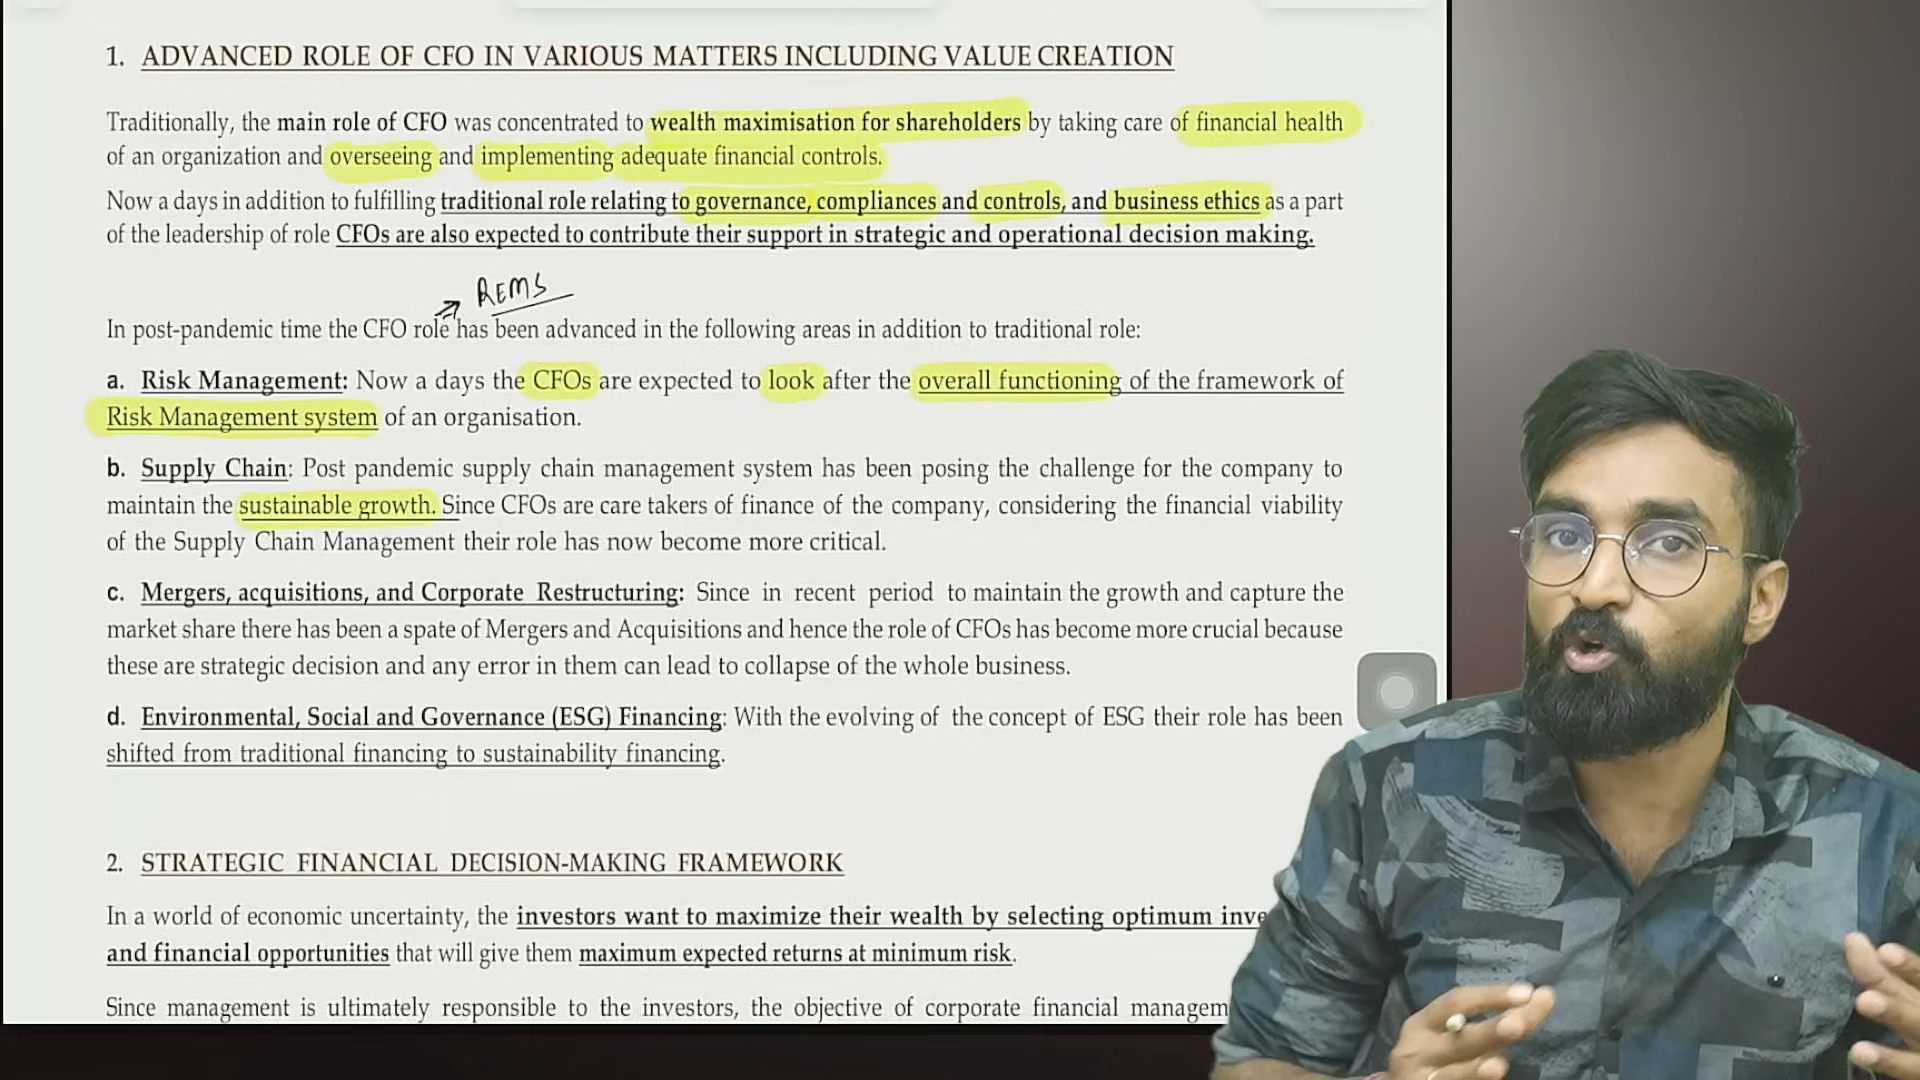 1. ADVANCED ROLE OF CFO IN VARIOUS MATTERS INCLUDING VALUE CREATION
Traditionally, the main role of CFO was concentrated to wealth maximisation for shareholders by taking care of financial health
of an organization and overseeing and implementing adequate financial controls.
Now a days in addition to fulfilling traditional role relating to governance, compliances and controls, and business ethics as a part
of the leadership of role CFOs are also expected to contribute their support in strategic and operational decision making.
REMS
In post-pandemic time the CFO role has been advanced in the following areas in addition to traditional role:
a. Risk Management: Now a days the CFOs are expected to look after the overall functioning of the framework of
Risk Management system of an organisation.
b. Supply Chain: Post pandemic supply chain management system has been posing the challenge for the company to
maintain the sustainable growth. Since CFOs are care takers of finance of the company, considering the financial viability
of the Supply Chain Management their role has now become more critical.
c. Mergers, acquisitions, and Corporate Restructuring: Since in recent period to maintain the growth and capture the
market share there has been a spate of Mergers and Acquisitions and hence the role of CFOs has become more crucial because
these are strategic decision and any error in them can lead to collapse of the whole business.
d. Environmental, Social and Governance (ESG) Financing: With the evolving of the concept of ESG their role has been
shifted from traditional financing to sustainability financing.
2. STRATEGIC FINANCIAL DECISION-MAKING FRAMEWORK
In a world of economic uncertainty, the investors want to maximize their wealth by selecting optimum inve
and financial opportunities that will give them maximum expected returns at minimum risk.
Since management is ultimately responsible to the investors, the objective of corporate financial managem